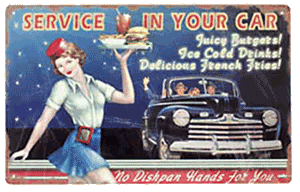 SERVICE IN YOUR CAR
Juicy Burgers!
Ice Cold Drinks!
Delicious French Fries!
No Dishpan Hands For You